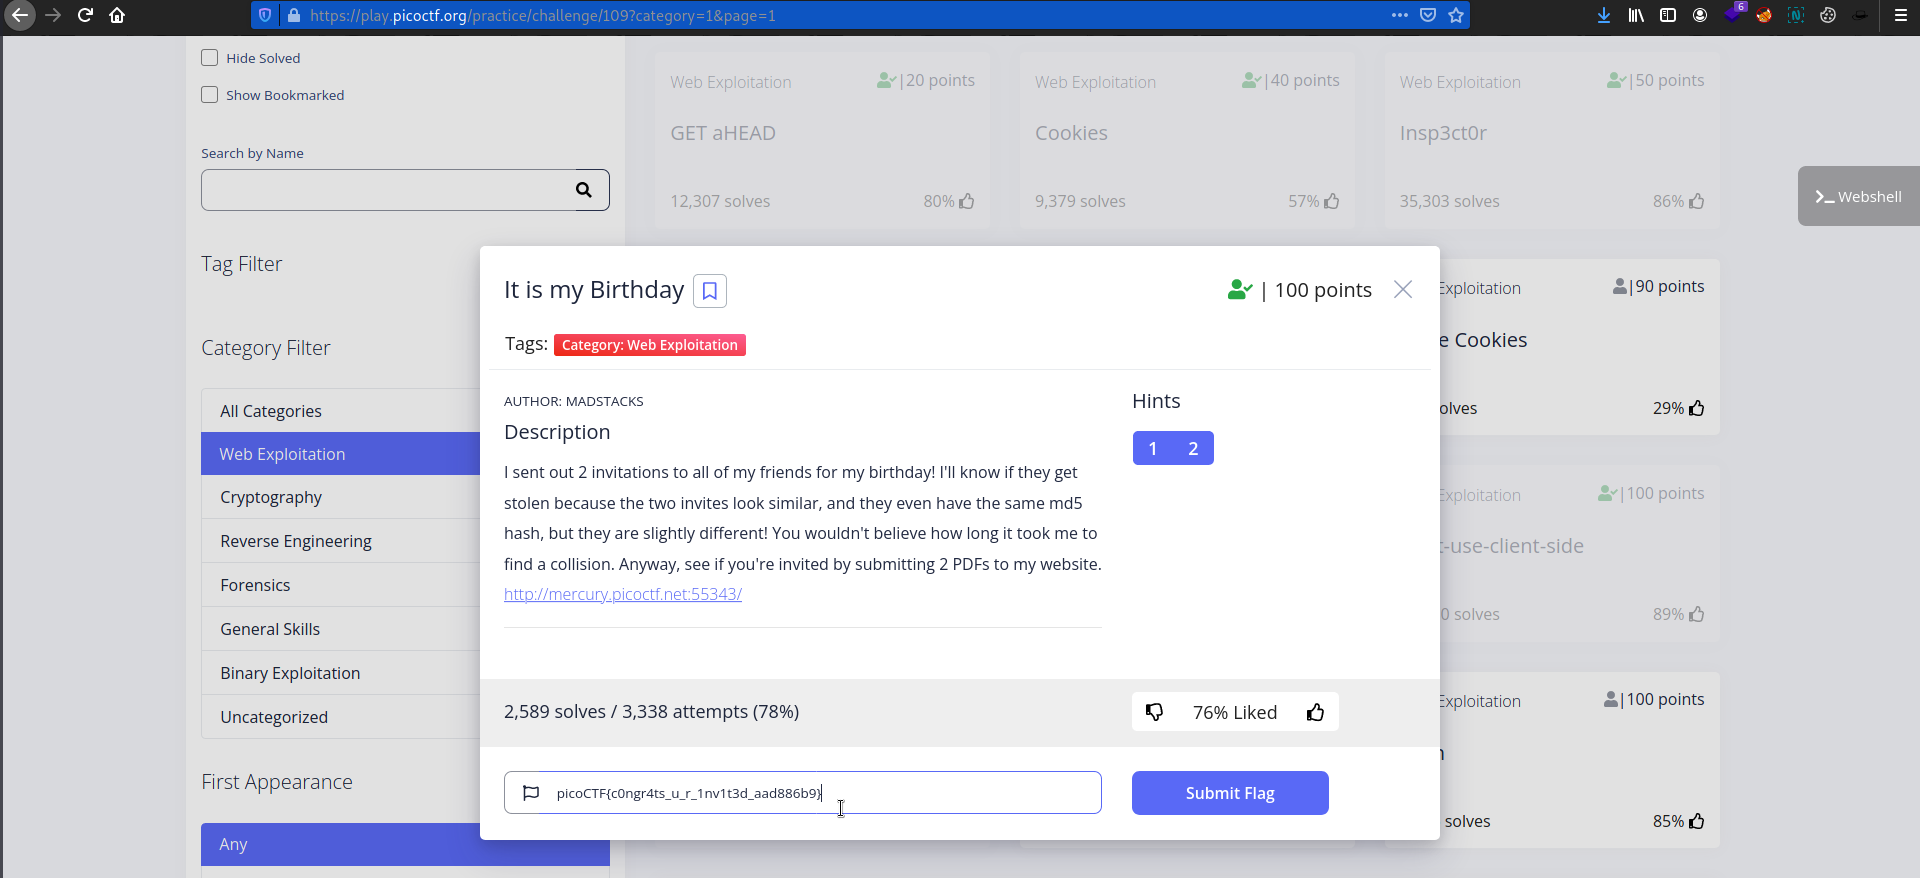 https://play.picoctf.org/practice/challenge/109?category=1&page=1
6
Hide Solved
Show Bookmarked
Search by Name
Tag Filter
Category Filter
All Categories
Web Exploitation
Cryptography
Reverse Engineering
Forensics
General Skills
Binary Exploitation
Uncategorized
First Appearance
Any
Web Exploitation |20 points
GET aHEAD
12,307 solves 80%
Web Exploitation |40 points
Cookies
9,379 solves 57%
Web Exploitation |50 points
Insp3ct0r
35,303 solves 86%
Webshell
It is my Birthday | 100 points
Tags: Category: Web Exploitation
AUTHOR: MADSTACKS
Description
I sent out 2 invitations to all of my friends for my birthday! I'll know if they get
stolen because the two invites look similar, and they even have the same md5
hash, but they are slightly different! You wouldn't believe how long it took me to
find a collision. Anyway, see if you're invited by submitting 2 PDFs to my website.
http://mercury.picoctf.net:55343/
Hints
1 2
2,589 solves / 3,338 attempts (78%)
76% Liked
picoCTF{c0ngr4ts_u_r_1nv1t3d_aad886b9}
Submit Flag
Exploitation |90 points
e Cookies
olves 29%
Exploitation |100 points
t-use-client-side
0 solves 89%
Exploitation |100 points
solves 85%